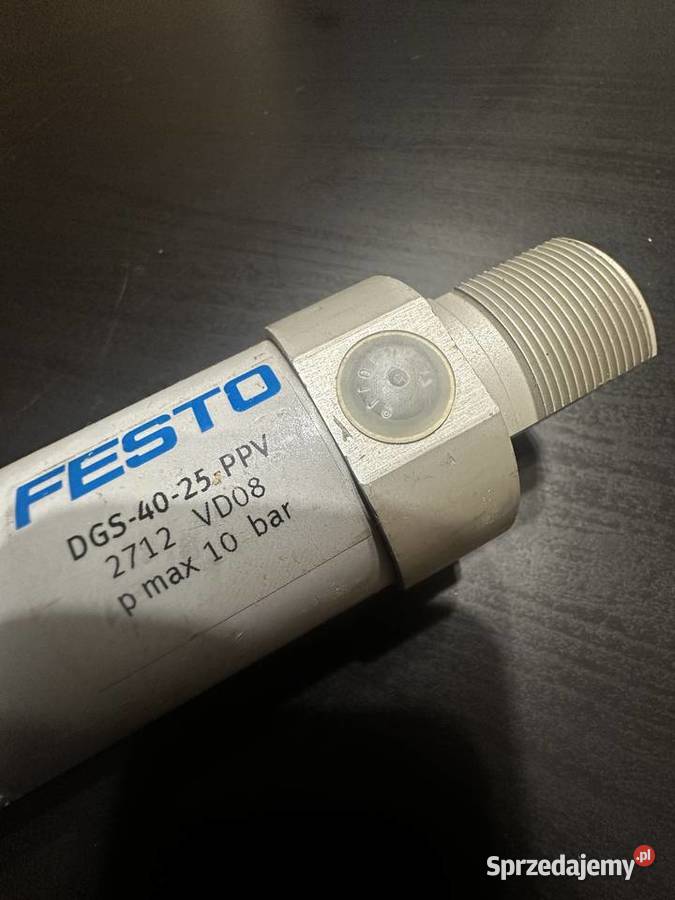 FESTO
DGS-40-25 PPV
2712 VD08
p max 10 bar
Sprzedajemy.pl